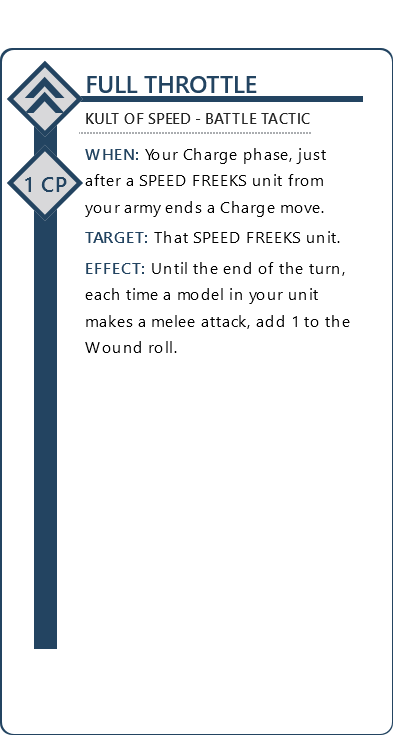 FULL THROTTLE
KULT OF SPEED - BATTLE TACTIC
1 CP
WHEN: Your Charge phase, just
after a SPEED FREEKS unit from
your army ends a Charge move.
TARGET: That SPEED FREEKS unit.
EFFECT: Until the end of the turn,
each time a model in your unit
makes a melee attack, add 1 to the
Wound roll.